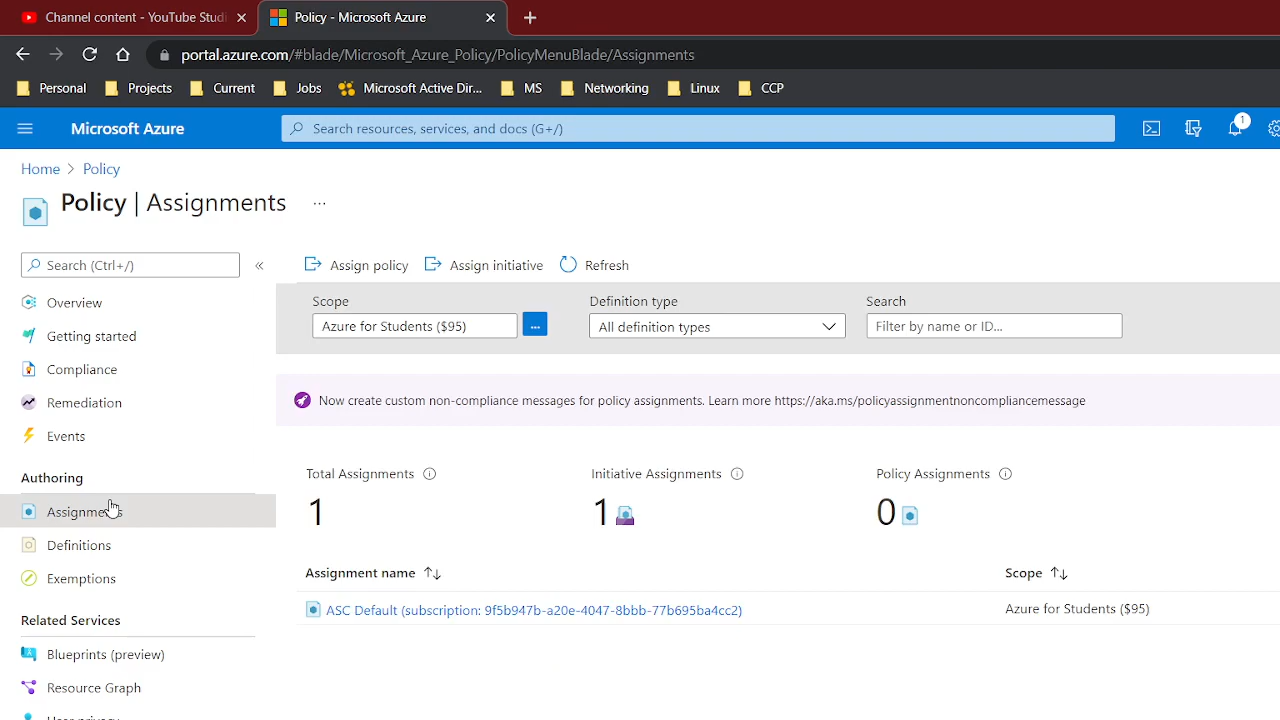 Channel content - YouTube Studi
Policy - Microsoft Azure
portal.azure.com/#blade/Microsoft_Azure_Policy/PolicyMenuBlade/Assignments
Personal Projects Current Jobs Microsoft Active Dir... MS Networking Linux CCP
Microsoft Azure
Search resources, services, and docs (G+/)
1
Home > Policy
Policy | Assignments ...
Search (Ctrl+/) «
Overview
Getting started
Compliance
Remediation
Events
Authoring
Assignments
Definitions
Exemptions
Related Services
Blueprints (preview)
Resource Graph
User privacy
Assign policy Assign initiative Refresh
Scope Definition type Search
Azure for Students ($95) ... All definition types Filter by name or ID...
Now create custom non-compliance messages for policy assignments. Learn more https://aka.ms/policyassignmentnoncompliancemessage
Total Assignments Initiative Assignments Policy Assignments
1 1 0
Assignment name ↑↓ Scope ↑↓
ASC Default (subscription: 9f5b947b-a20e-4047-8bbb-77b695ba4cc2) Azure for Students ($95)